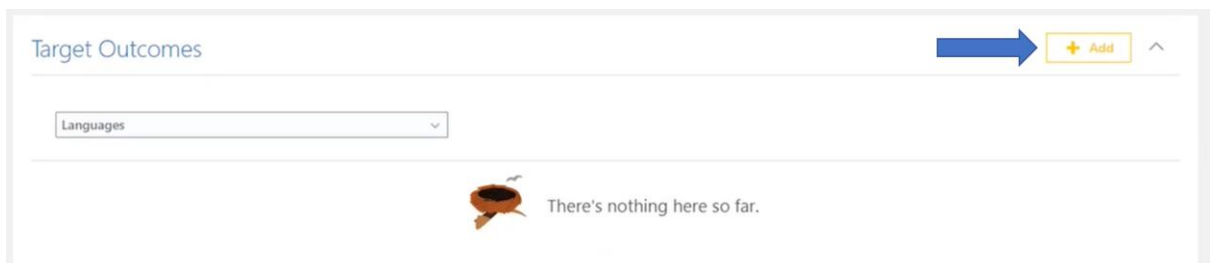 Target Outcomes
+ Add
Languages
There's nothing here so far.